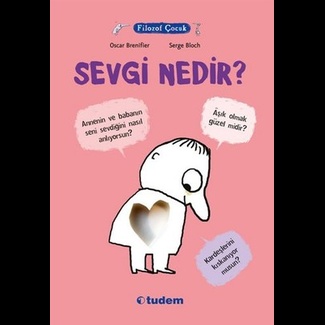 Filozof Çocuk
Oscar Brenifier Serge Bloch
SEVGİ NEDİR?
Annenin ve babanın
seni sevdiğini nasıl
anlıyorsun?
Âşık olmak
güzel midir?
Kardeşlerini
kıskanıyor
musun?
tudem